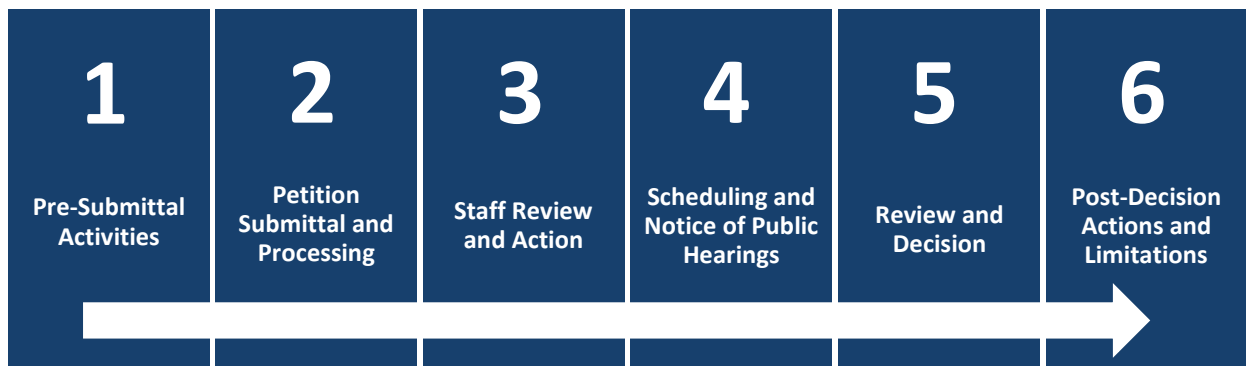 1
Pre-Submittal
Activities
2
Petition
Submittal and
Processing
3
Staff Review
and Action
4
Scheduling and
Notice of Public
Hearings
5
Review and
Decision
6
Post-Decision
Actions and
Limitations